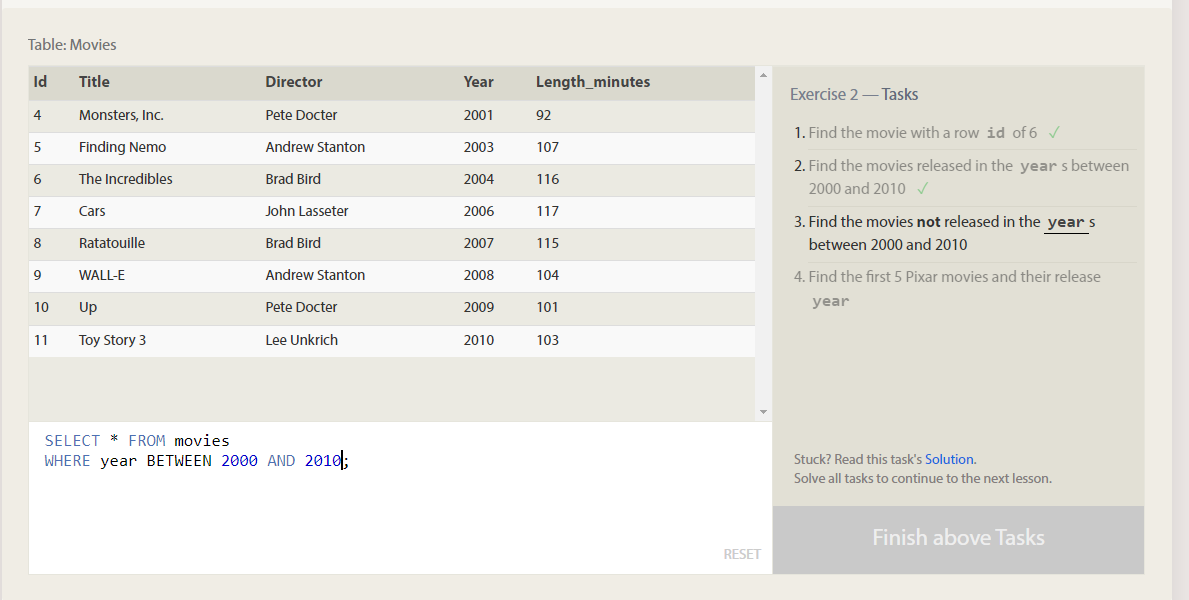 Table: Movies
Id Title Director Year Length_minutes
4 Monsters, Inc. Pete Docter 2001 92
5 Finding Nemo Andrew Stanton 2003 107
6 The Incredibles Brad Bird 2004 116
7 Cars John Lasseter 2006 117
8 Ratatouille Brad Bird 2007 115
9 WALL-E Andrew Stanton 2008 104
10 Up Pete Docter 2009 101
11 Toy Story 3 Lee Unkrich 2010 103
SELECT * FROM movies
WHERE year BETWEEN 2000 AND 2010;
RESET
Exercise 2 — Tasks
1. Find the movie with a row id of 6 ✓
2. Find the movies released in the year s between
2000 and 2010 ✓
3. Find the movies not released in the year s
between 2000 and 2010
4. Find the first 5 Pixar movies and their release
year
Stuck? Read this task's Solution.
Solve all tasks to continue to the next lesson.
Finish above Tasks